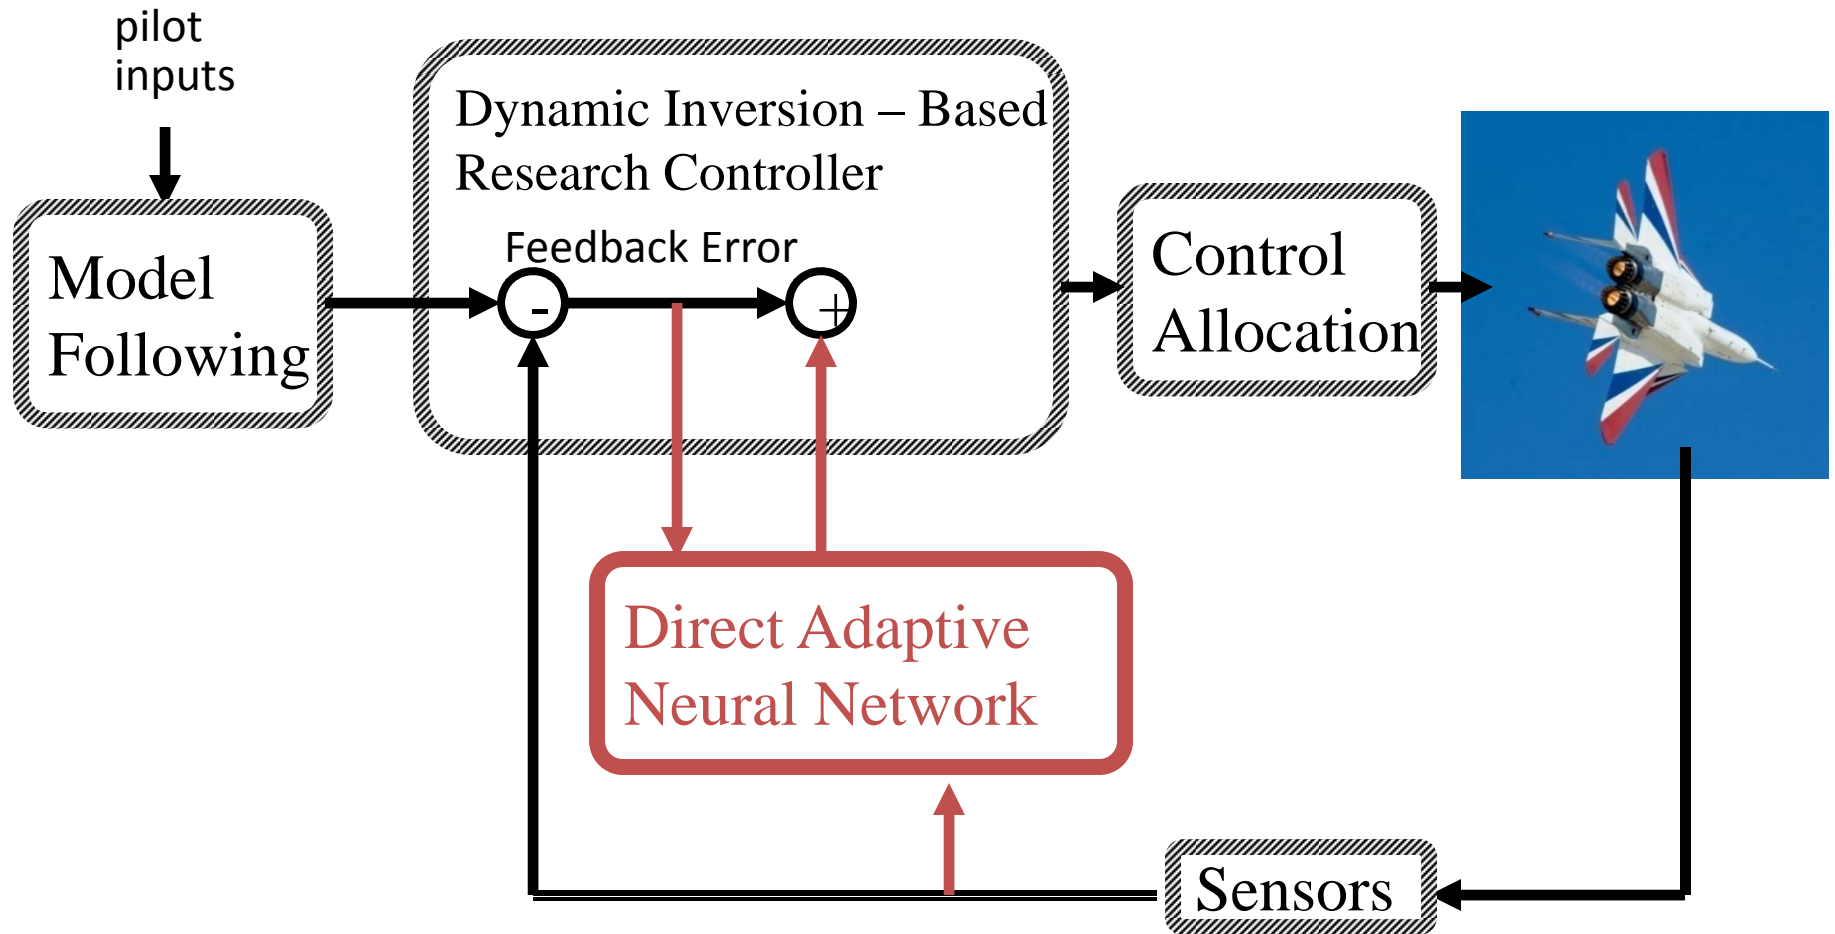 pilot
inputs
Dynamic Inversion – Based
Research Controller
Feedback Error
Model
Following
-
+
Control
Allocation
Direct Adaptive
Neural Network
Sensors